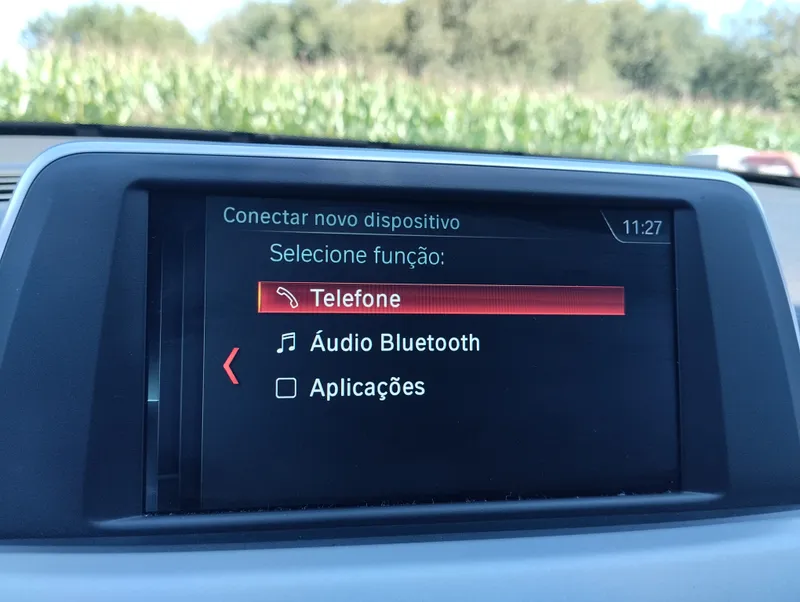 Conectar novo dispositivo
11:27
Selecione função:
Telefone
Áudio Bluetooth
Aplicações